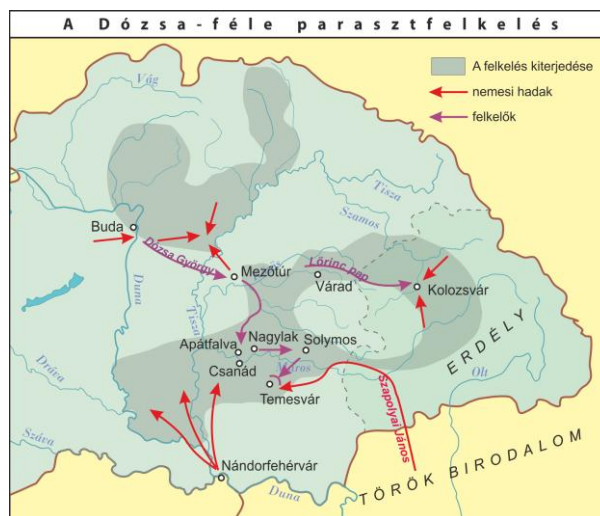 A Dózsa-féle parasztfelkelés
A felkelés kiterjedése
nemesi hadak
felkelők
Vág
Tisza
Szamos
Buda
Dózsa György
Lőrinc pap
Mezőtúr
Várad
Kolozsvár
Duna
Tisza
Apátfalva
Nagylak
Solymos
Csanád
Maros
Temesvár
ERDÉLY
Olt
Dráva
Száva
Szapolyai János
Nándorfehérvár
Duna
TÖRÖK BIRODALOM